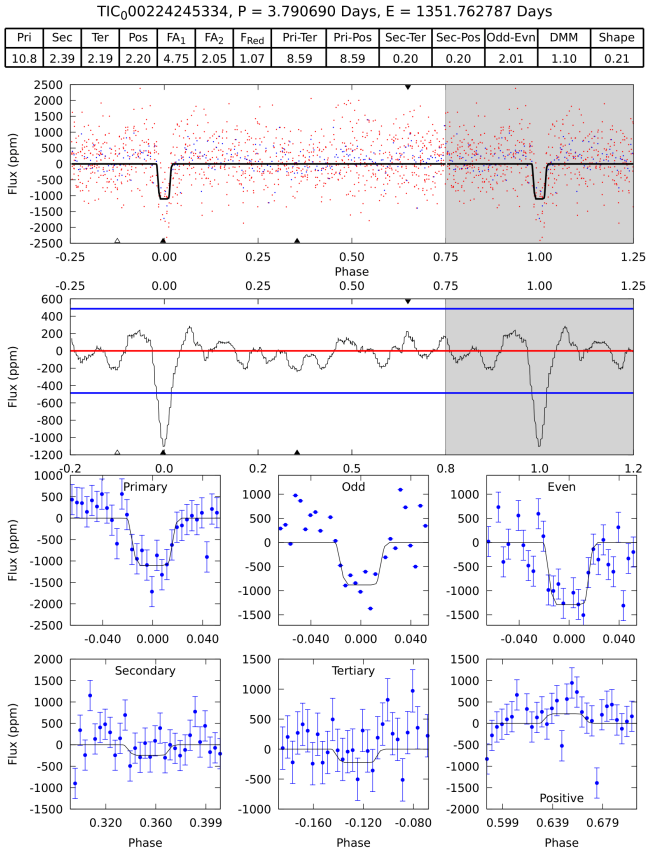 TIC000224245334, P = 3.790690 Days, E = 1351.762787 Days
Pri Sec Ter Pos FA1 FA2 FRed Pri-Ter Pri-Pos Sec-Ter Sec-Pos Odd-Evn DMM Shape
10.8 2.39 2.19 2.20 4.75 2.05 1.07 8.59 8.59 0.20 0.20 2.01 1.10 0.21
2500
2000
1500
1000
500
0
-500
-1000
-1500
-2000
-2500
Flux (ppm)
-0.25 0.00 0.25 0.50 0.75 1.00 1.25
Phase
-0.25 0.00 0.25 0.50 0.75 1.00 1.25
600
400
200
0
-200
-400
-600
-800
-1000
-1200
Flux (ppm)
-0.2 0.0 0.2 0.5 0.8 1.0 1.2
Primary
1000
500
0
-500
-1000
-1500
-2000
-2500
Flux (ppm)
-0.040 0.000 0.040
Odd
1000
500
0
-500
-1000
-1500
-0.040 0.000 0.040
Even
1000
500
0
-500
-1000
-1500
-0.040 0.000 0.040
Secondary
2000
1500
1000
500
0
-500
-1000
-1500
Flux (ppm)
0.320 0.360 0.399
Phase
Tertiary
1500
1000
500
0
-500
-1000
-0.160 -0.120 -0.080
Phase
Positive
1500
1000
500
0
-500
-1000
-1500
-2000
0.599 0.639 0.679
Phase